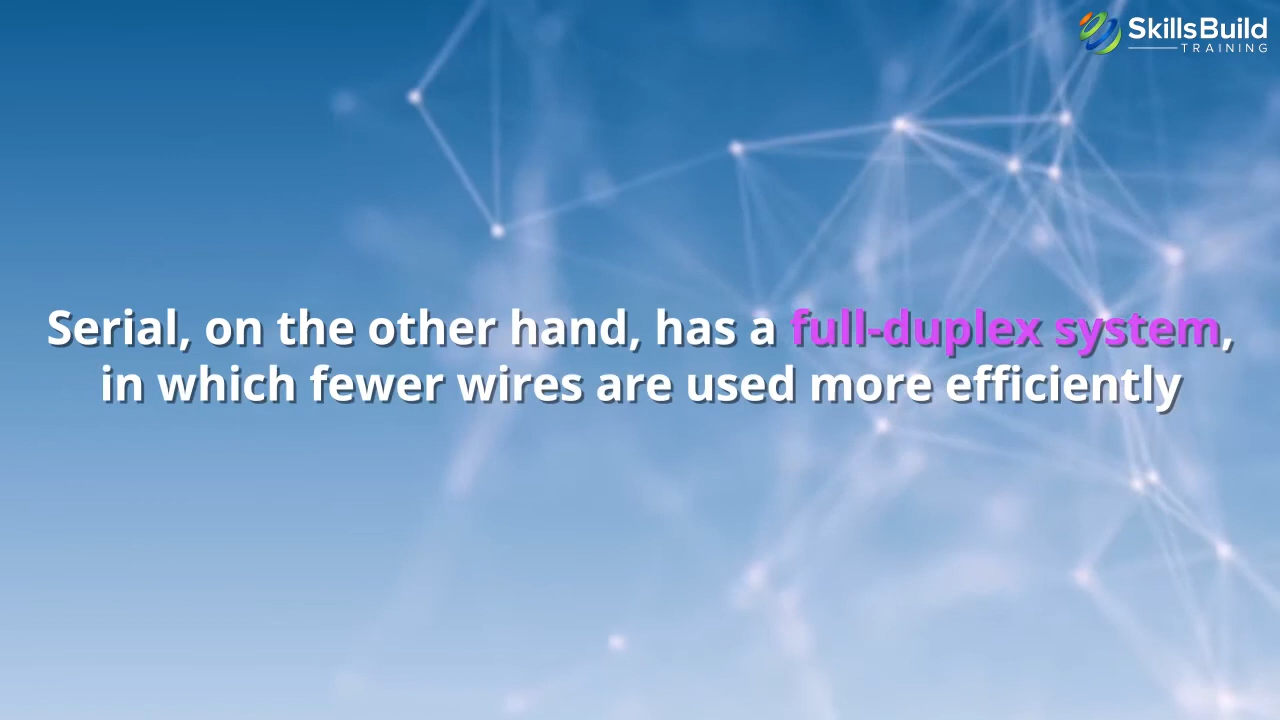 SkillsBuild
TRAINING
Serial, on the other hand, has a full-duplex system,
in which fewer wires are used more efficiently